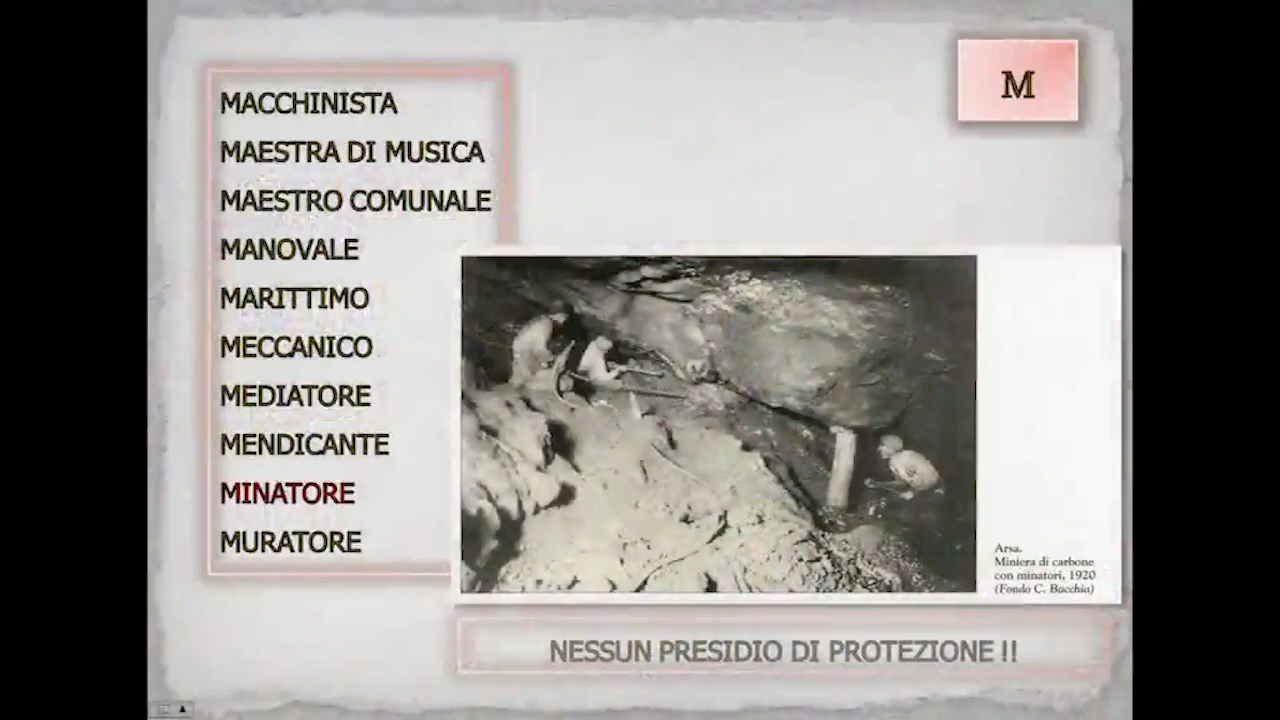 M
MACCHINISTA
MAESTRA DI MUSICA
MAESTRO COMUNALE
MANOVALE
MARITTIMO
MECCANICO
MEDIATORE
MENDICANTE
MINATORE
MURATORE
Arsa.
Miniera di carbone
con minatori, 1920
(Fondo C. Bacchia)
NESSUN PRESIDIO DI PROTEZIONE !!